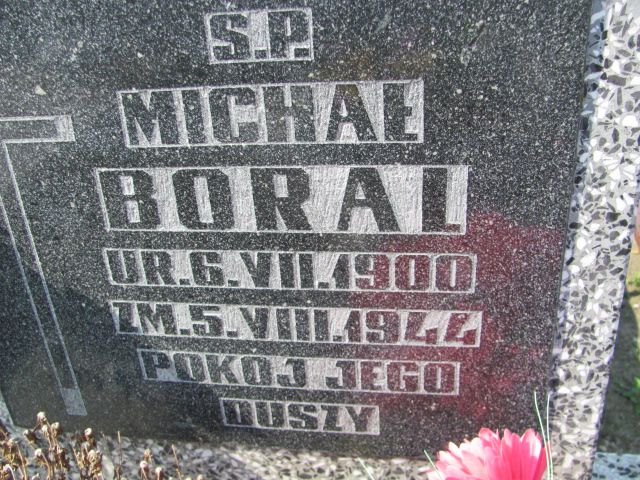 S.P.
MICHAŁ
BORAL
UR.6.VII.1900
ZM.5.VIII.1944
POKOJ JEGO
DUSZY